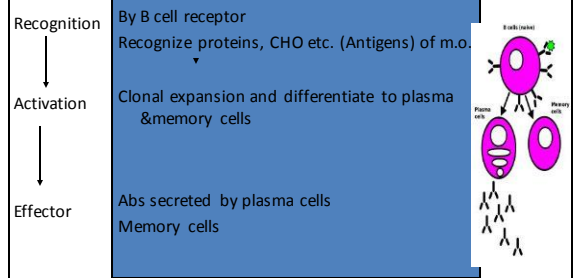 Recognition
By B cell receptor
Recognize proteins, CHO etc. (Antigens) of m.o.
Activation
Clonal expansion and differentiate to plasma
&memory cells
Effector
Abs secreted by plasma cells
Memory cells
B cells (naive)
Plasma
cells
Memory
cells